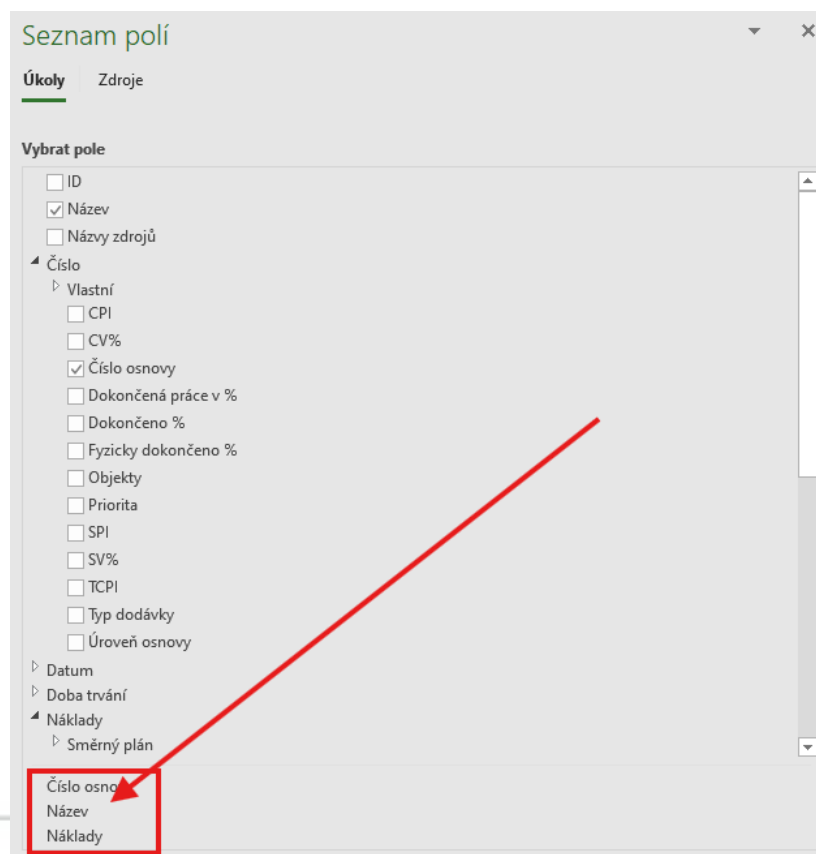 Seznam polí
Úkoly Zdroje
Vybrat pole
ID
Název
Názvy zdrojů
Číslo
Vlastní
CPI
CV%
Číslo osnovy
Dokončená práce v %
Dokončeno %
Fyzicky dokončeno %
Objekty
Priorita
SPI
SV%
TCPI
Typ dodávky
Úroveň osnovy
Datum
Doba trvání
Náklady
Směrný plán
Číslo
Název
Náklady